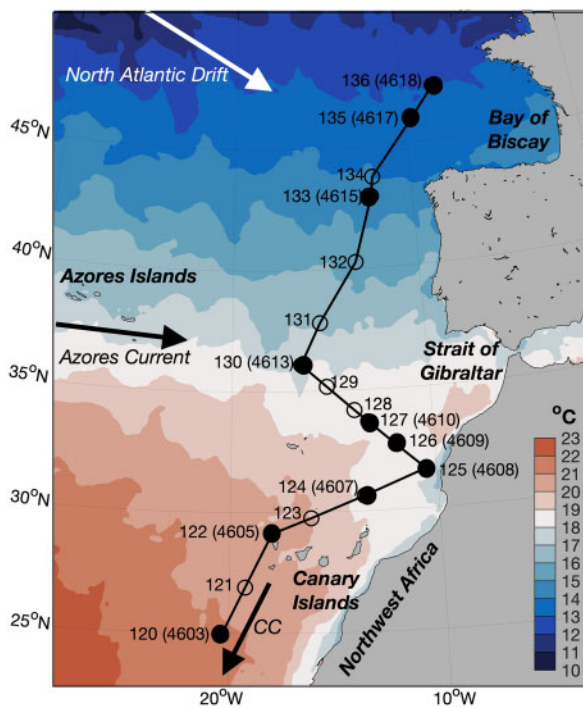 North Atlantic Drift
136 (4618)
45°N
135 (4617)
Bay of
Biscay
134
133 (4615)
40°N
132
Azores Islands
131
Azores Current
Strait of
Gibraltar
130 (4613)
35°N
129
128
127 (4610)
126 (4609)
125 (4608)
124 (4607)
30°N
123
122 (4605)
121
Canary
Islands
CC
Northwest Africa
25°N
120 (4603)
20°W
10°W
°C
23
22
21
20
19
18
17
16
15
14
13
12
11
10